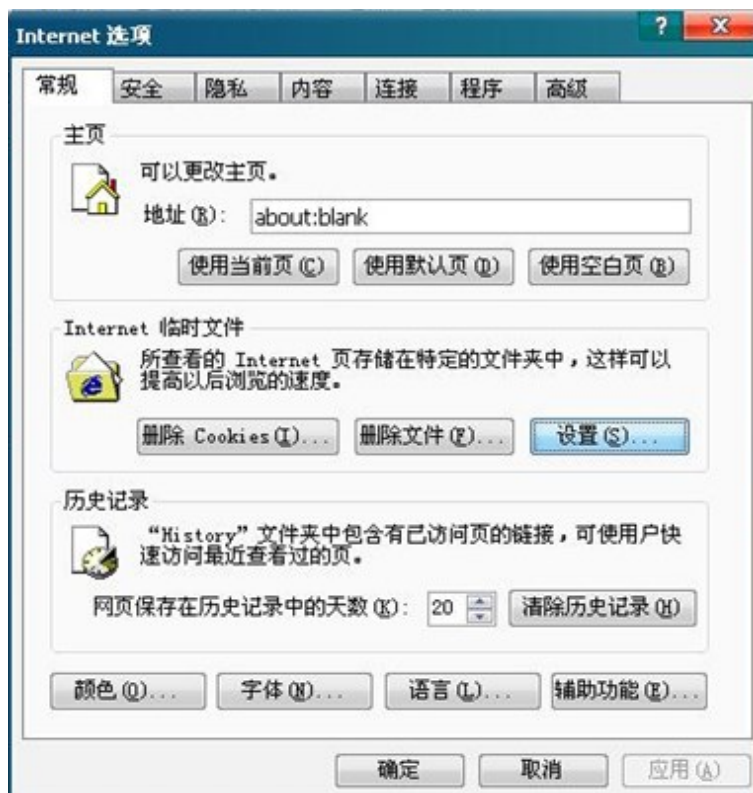 Internet 选项
常规 安全 隐私 内容 连接 程序 高级
主页
可以更改主页。
地址(R): about:blank
使用当前页(C) 使用默认页(D) 使用空白页(B)
Internet 临时文件
所查看的 Internet 页存储在特定的文件夹中，这样可以
提高以后浏览的速度。
删除 Cookies(I)... 删除文件(F)... 设置(S)...
历史记录
“History”文件夹中包含有已访问页的链接，可使用户快
速访问最近查看过的页。
网页保存在历史记录中的天数(K): 20 清除历史记录(H)
颜色(O)... 字体(N)... 语言(L)... 辅助功能(E)...
确定 取消 应用(A)